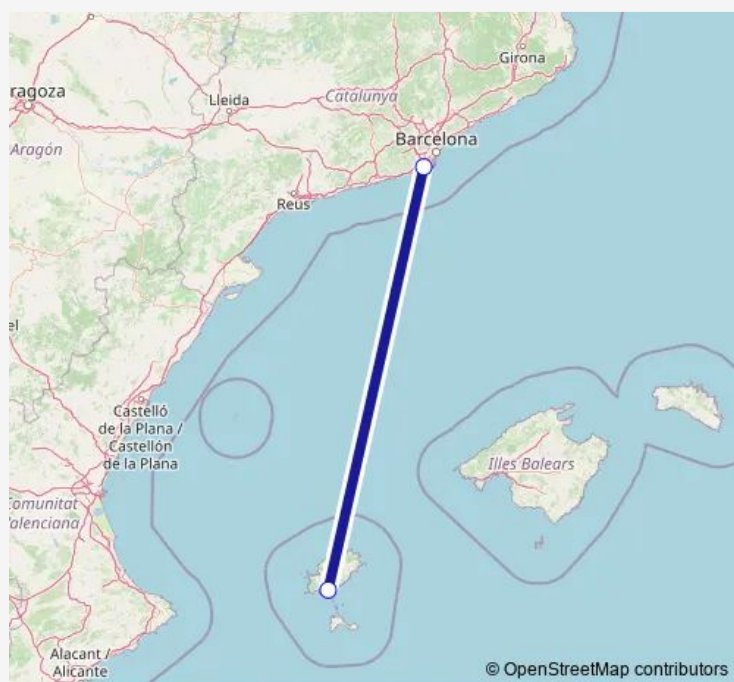 Girona
Lleida
Catalunya
ragoza
Barcelona
Aragón
Reus
el
Castelló
de la Plana /
Castellón
de la Plana
Illes Balears
Comunitat
Valenciana
Alacant /
Alicante
© OpenStreetMap contributors